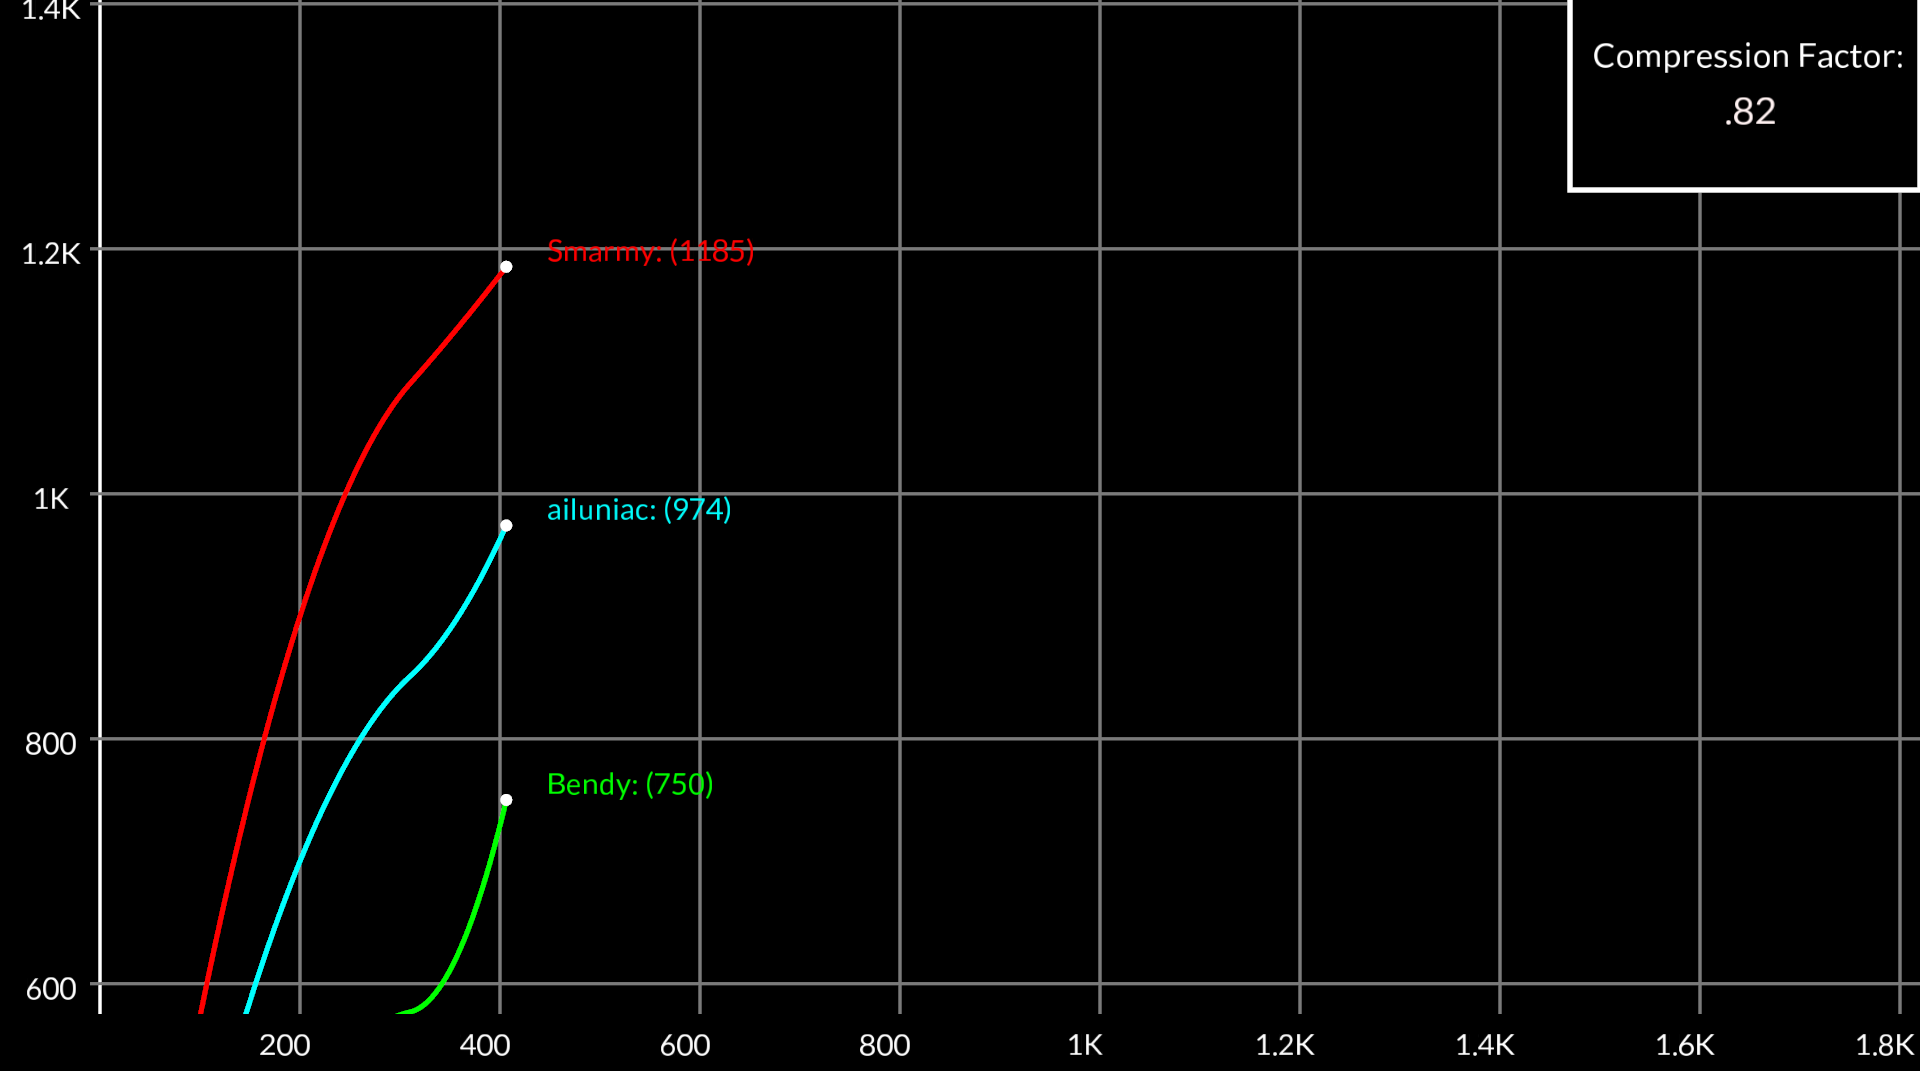 1.4K
Compression Factor:
.82
1.2K
Smarmy: (1185)
1K
ailuniac: (974)
800
Bendy: (750)
600
200 400 600 800 1K 1.2K 1.4K 1.6K 1.8K